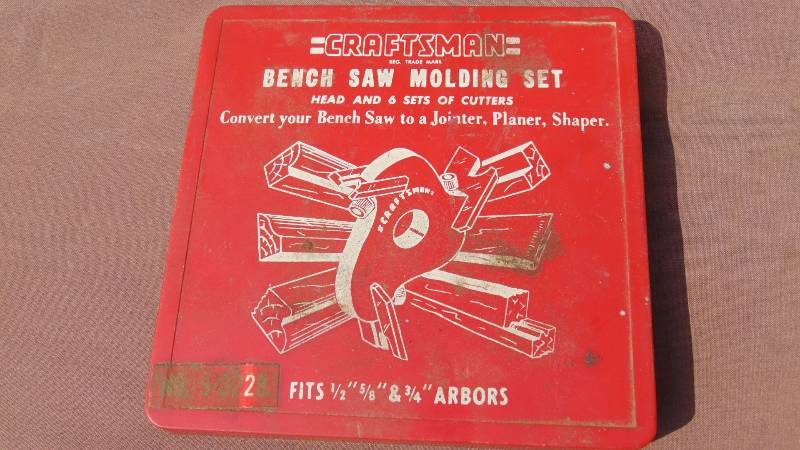 CRAFTSMAN
REG. TRADE MARK
BENCH SAW MOLDING SET
HEAD AND 6 SETS OF CUTTERS
Convert your Bench Saw to a Jointer, Planer, Shaper.
CRAFTSMAN
FITS 1/2" 5/8" & 3/4" ARBORS